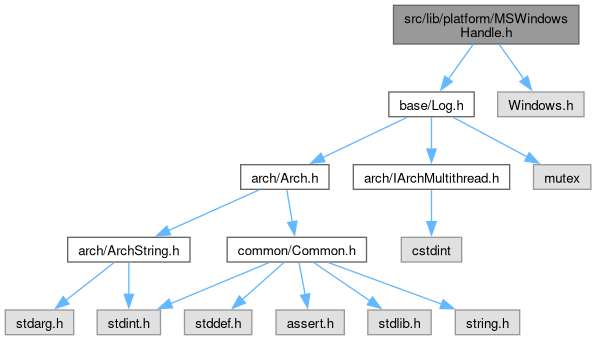 src/lib/platform/MSWindows
Handle.h
base/Log.h
Windows.h
arch/Arch.h
arch/IArchMultithread.h
mutex
arch/ArchString.h
common/Common.h
cstdint
stdarg.h
stdint.h
stddef.h
assert.h
stdlib.h
string.h